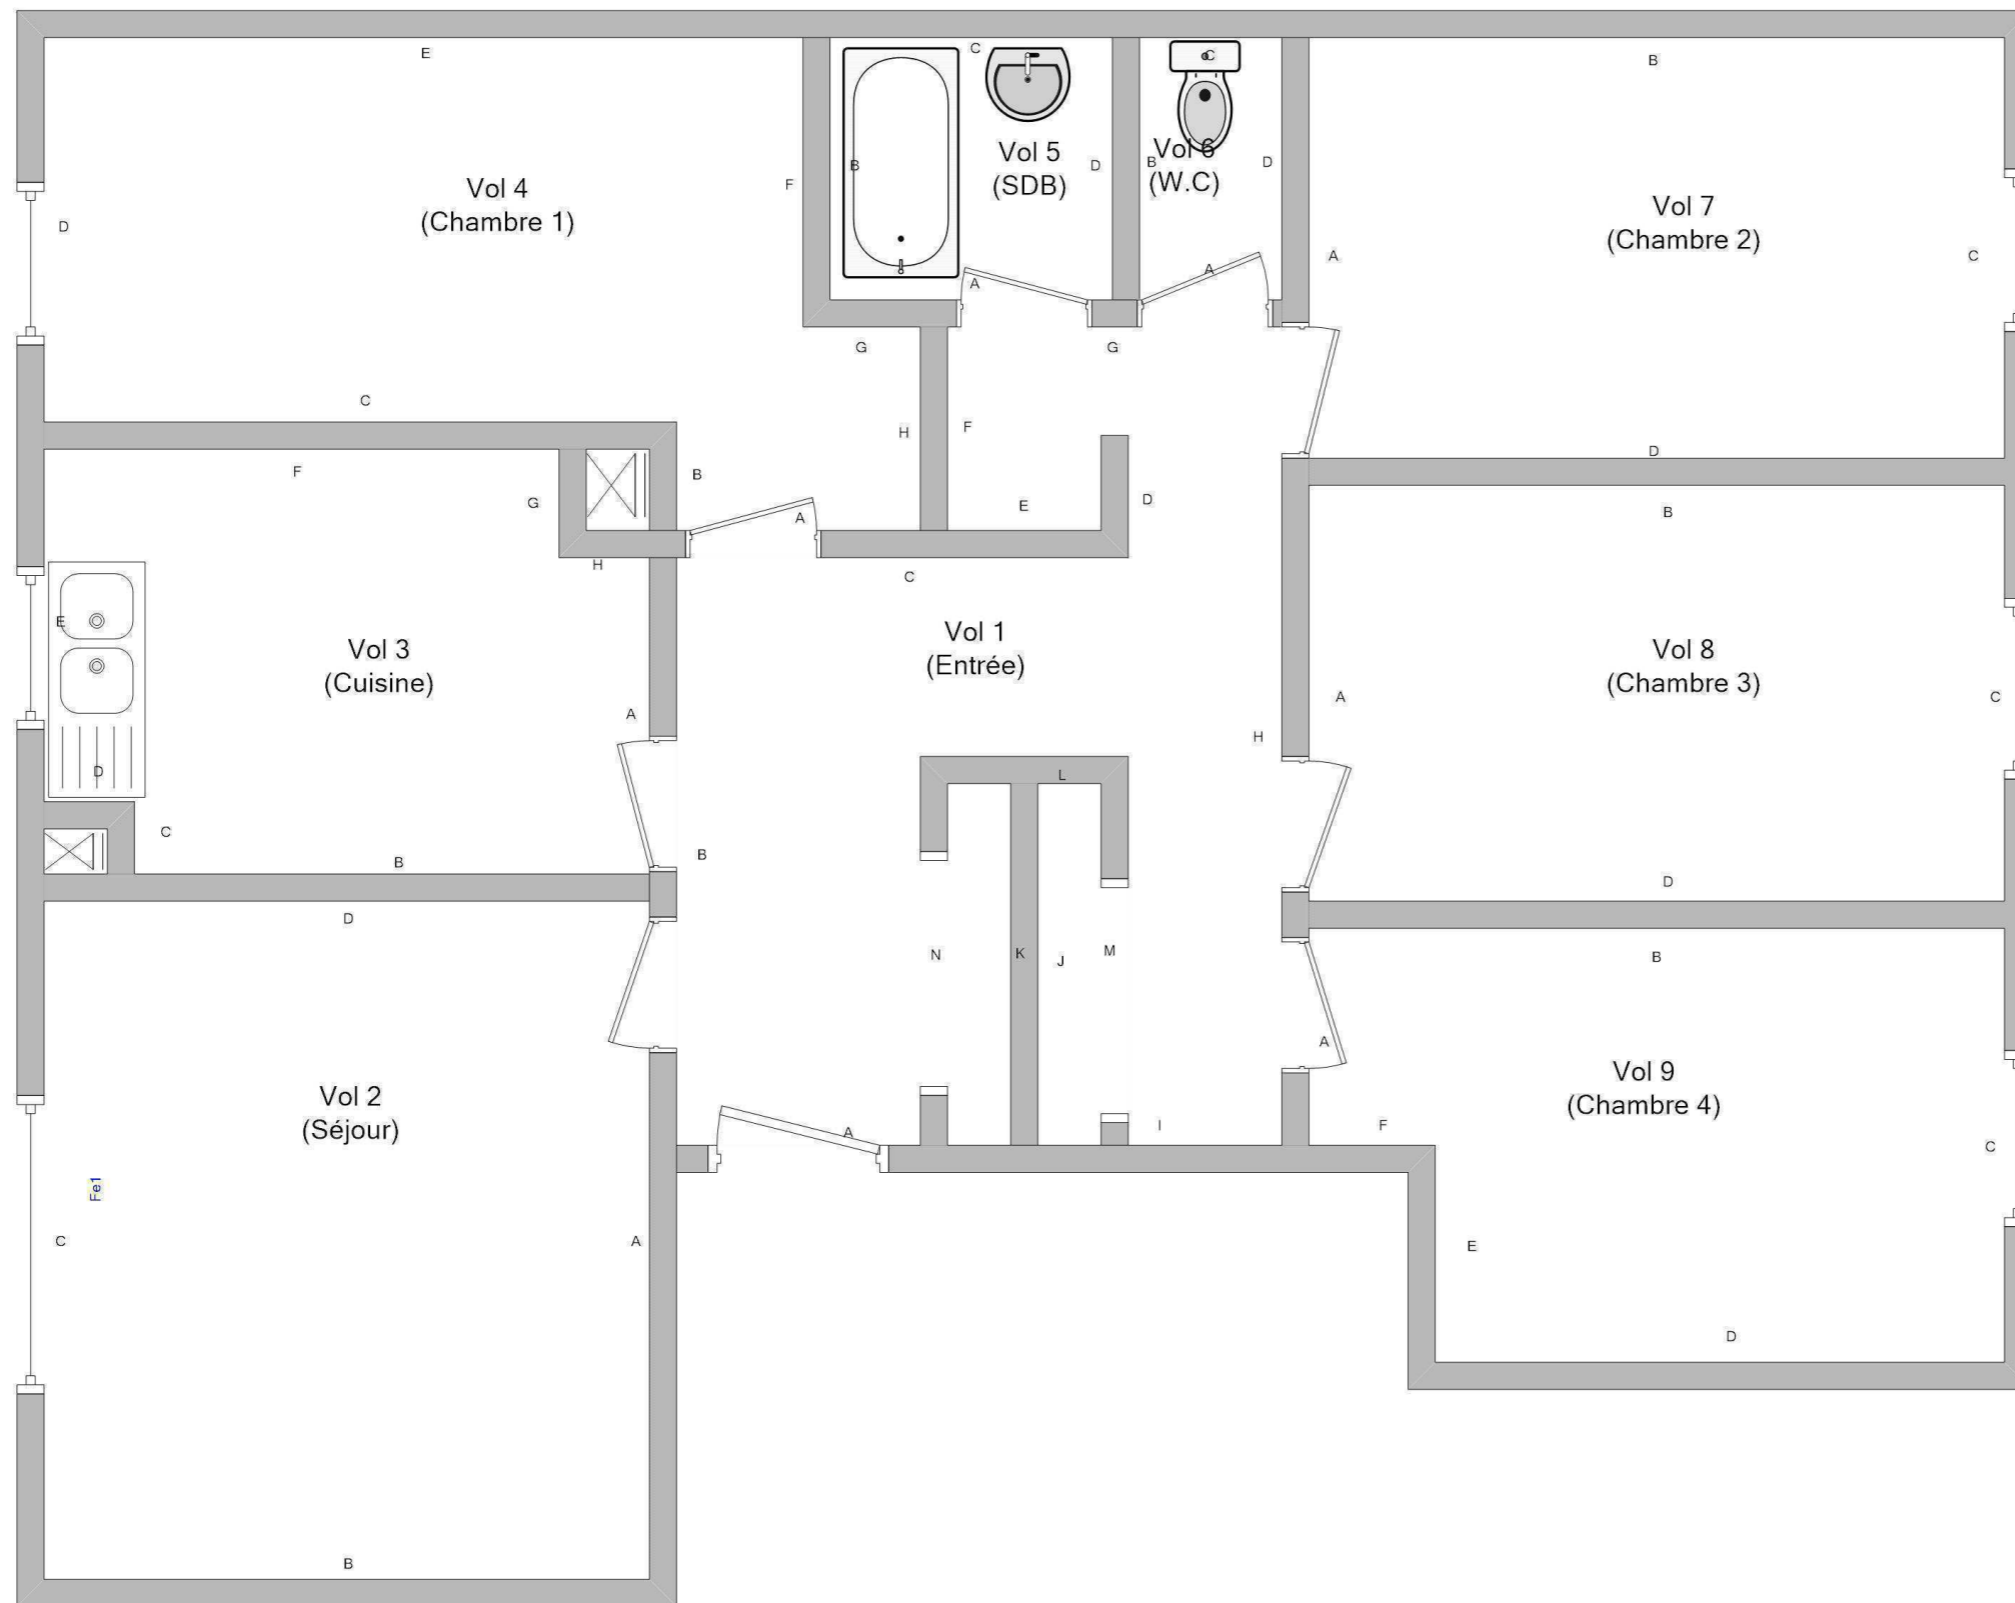 E
C
C
B
Vol 4
(Chambre 1)
D
F
B
Vol 5
(SDB)
D
B
Vol 6
(W.C)
D
Vol 7
(Chambre 2)
A
C
A
A
G
G
C
H
F
D
F
G
B
A
E
D
B
H
C
E
Vol 3
(Cuisine)
Vol 1
(Entrée)
Vol 8
(Chambre 3)
A
A
C
H
D
L
C
B
B
D
D
N
K
J
M
B
A
Vol 2
(Séjour)
Vol 9
(Chambre 4)
A
I
F
C
Fe1
C
A
E
D
B